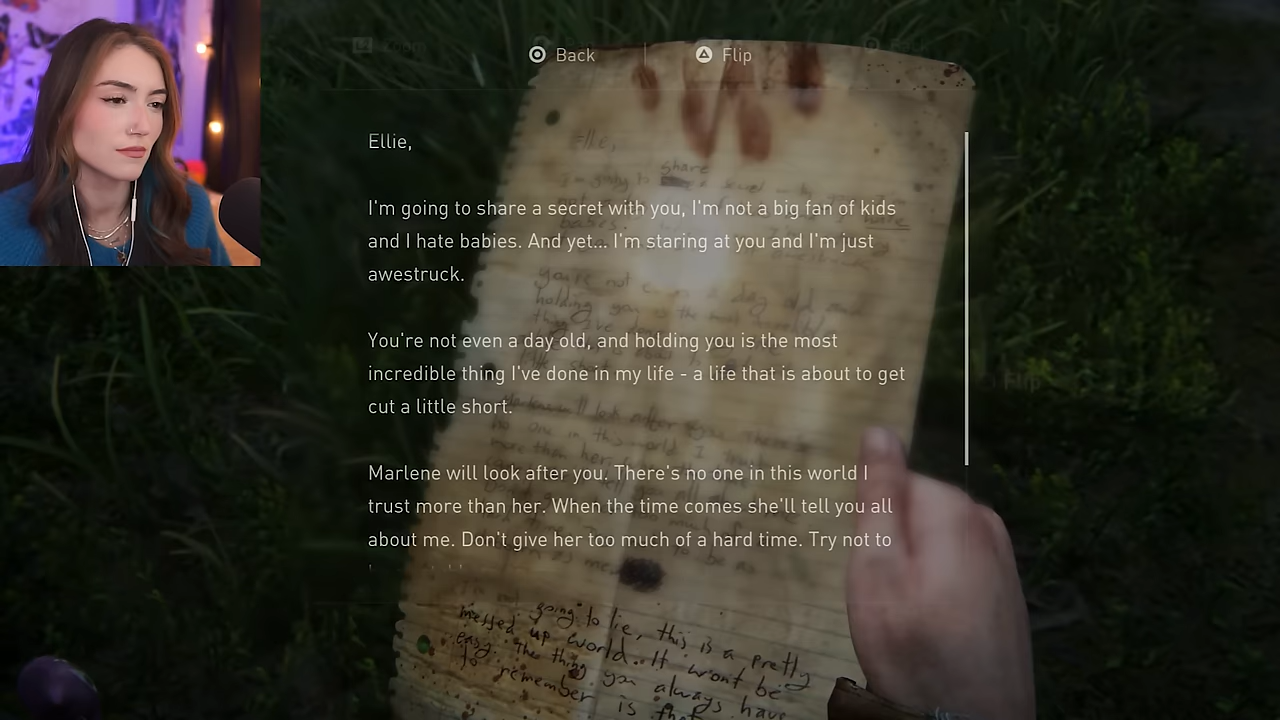 Back
Flip
Ellie,
I'm going to share a secret with you, I'm not a big fan of kids
and I hate babies. And yet... I'm staring at you and I'm just
awestruck.
You're not even a day old, and holding you is the most
incredible thing I've done in my life - a life that is about to get
cut a little short.
Marlene will look after you. There's no one in this world I
trust more than her. When the time comes she'll tell you all
about me. Don't give her too much of a hard time. Try not to
going to lie, this is a pretty
messed up world. It wont be
easy. The thing you always have
to remember is that